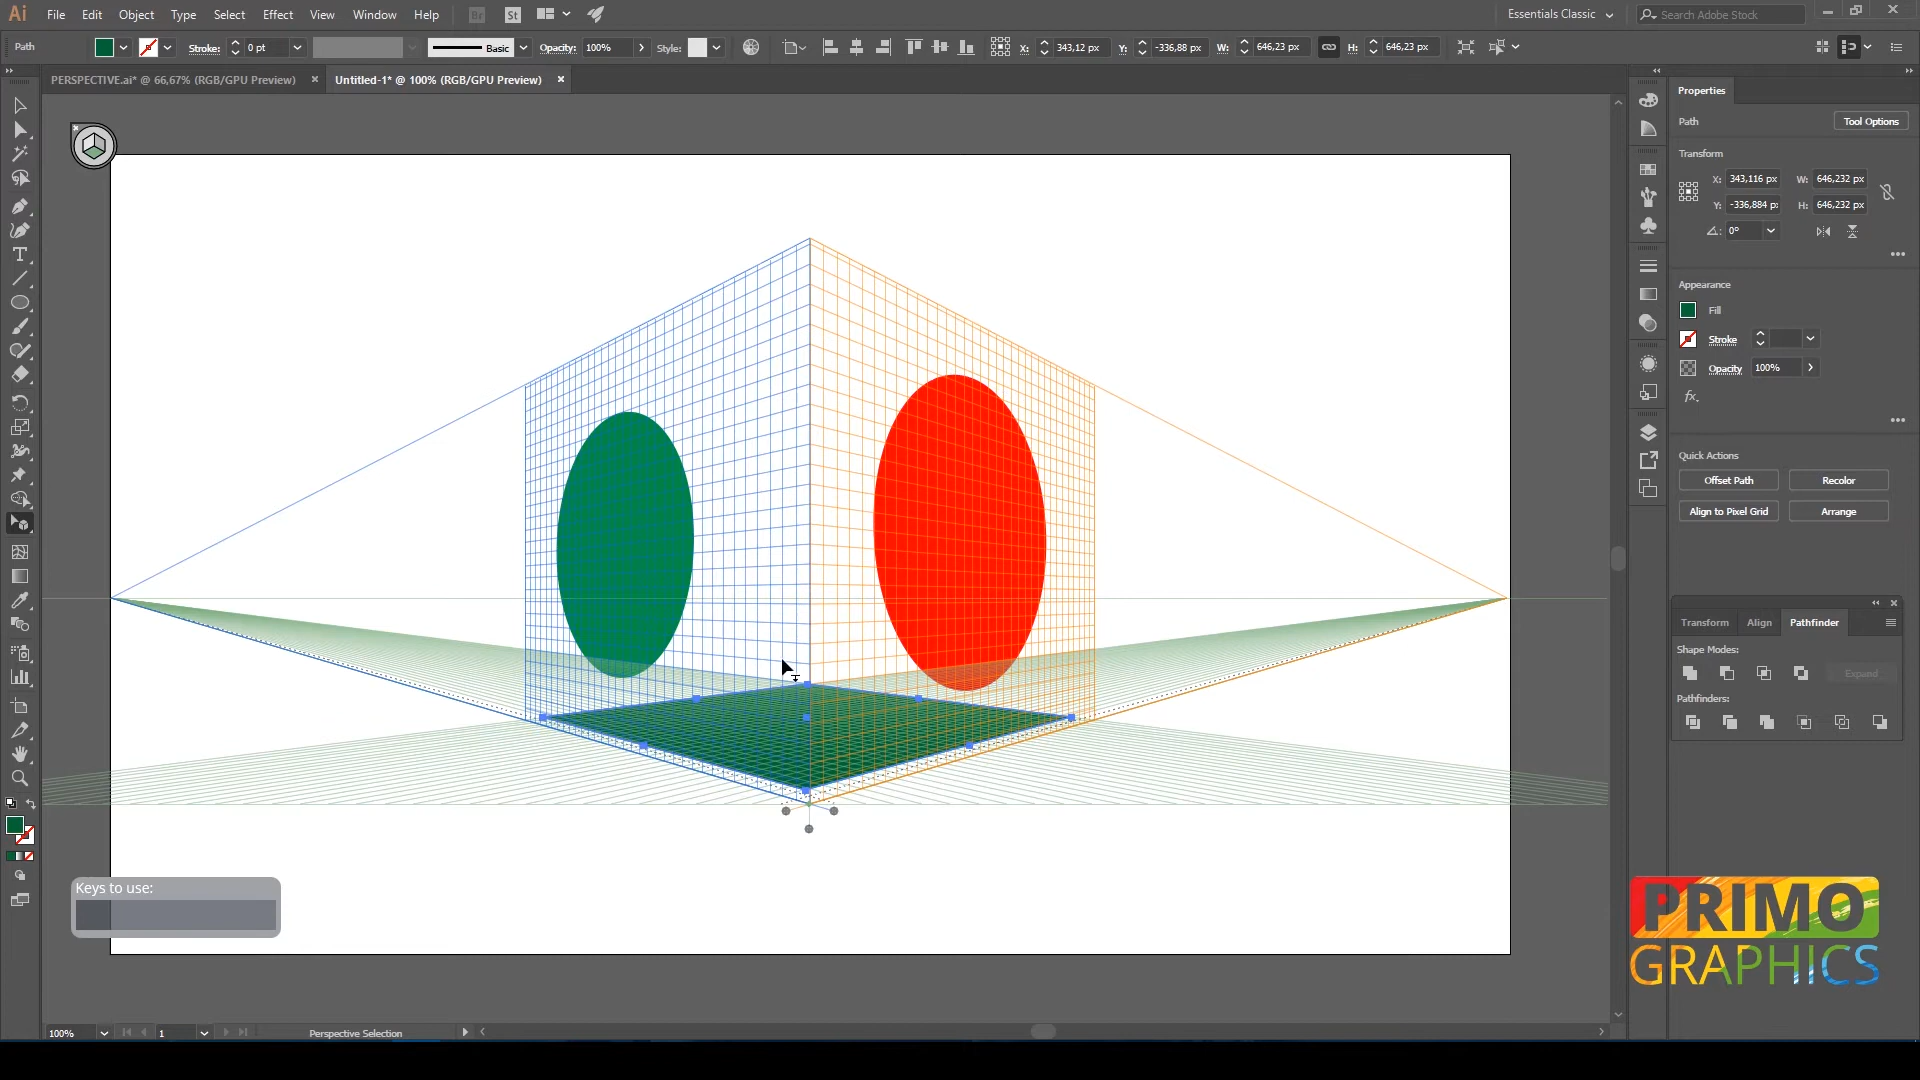 Ai File Edit Object Type Select Effect View Window Help Br St Essentials Classic Search Adobe Stock
Path Stroke: 0 pt Basic Opacity: 100% Style: X: 343,12 px Y: -336,88 px W: 646,23 px H: 646,23 px
PERSPECTIVE.ai* @ 66,67% (RGB/GPU Preview) Untitled-1* @ 100% (RGB/GPU Preview)
Properties
Path Tool Options
Transform
X: 343,116 px W: 646,232 px
Y: -336,884 p H: 646,232 px
0°
Appearance
Fill
Stroke
Opacity 100%
fx.
Quick Actions
Offset Path Recolor
Align to Pixel Grid Arrange
Transform Align Pathfinder
Shape Modes:
Expand
Pathfinders:
Keys to use:
PRIMO
GRAPHICS
100% 1 Perspective Selection